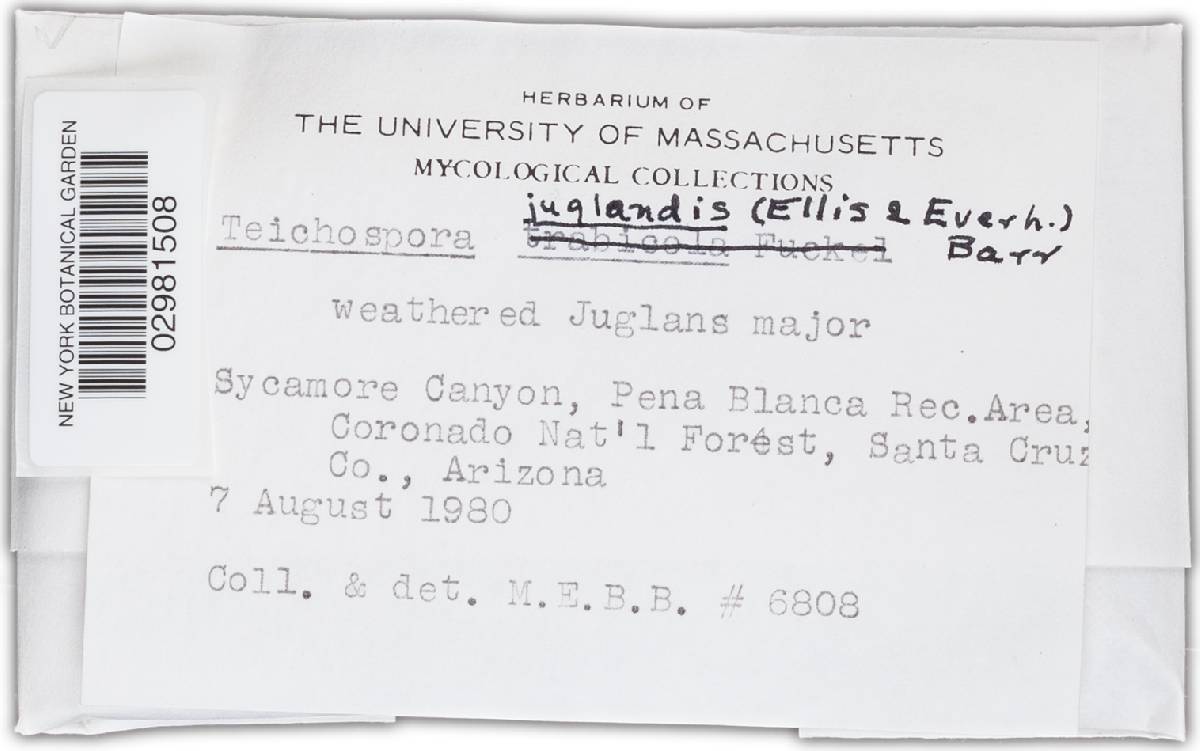 NEW YORK BOTANICAL GARDEN
02981508
HERBARIUM OF
THE UNIVERSITY OF MASSACHUSETTS
MYCOLOGICAL COLLECTIONS
juglandis (Ellis & Everh.)
Teichospora trabicola Fuckel Barr
weathered Juglans major
Sycamore Canyon, Pena Blanca Rec.Area,
Coronado Nat'l Forést, Santa Cruz
Co., Arizona
7 August 1980
Coll. & det. M.E.B.B. # 6808